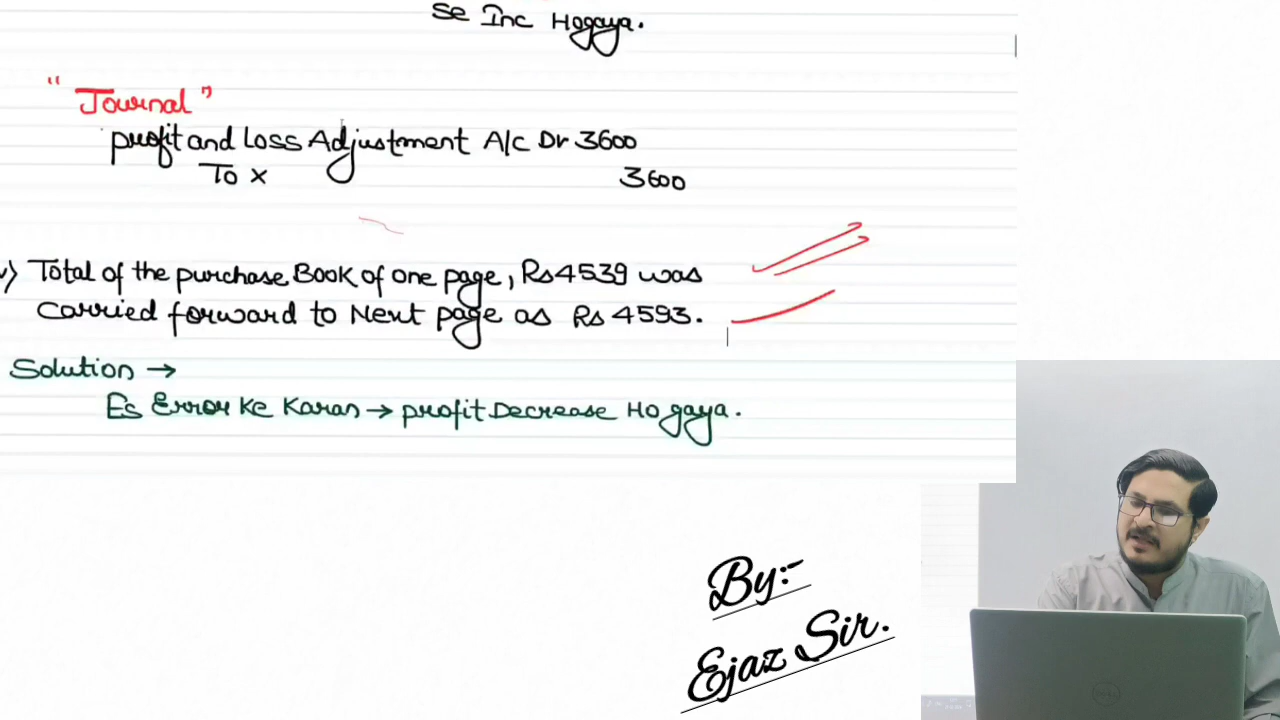 se Inc Hogaya.
"Journal"
profit and Loss Adjustment A/c Dr 3600
To x 3600
v) Total of the purchase Book of one page, Rs 4539 was
carried forward to Next page as Rs 4593.
Solution →
Es Error Ke Karan → profit Decrease Ho gaya.
By:-
Ejaz Sir.